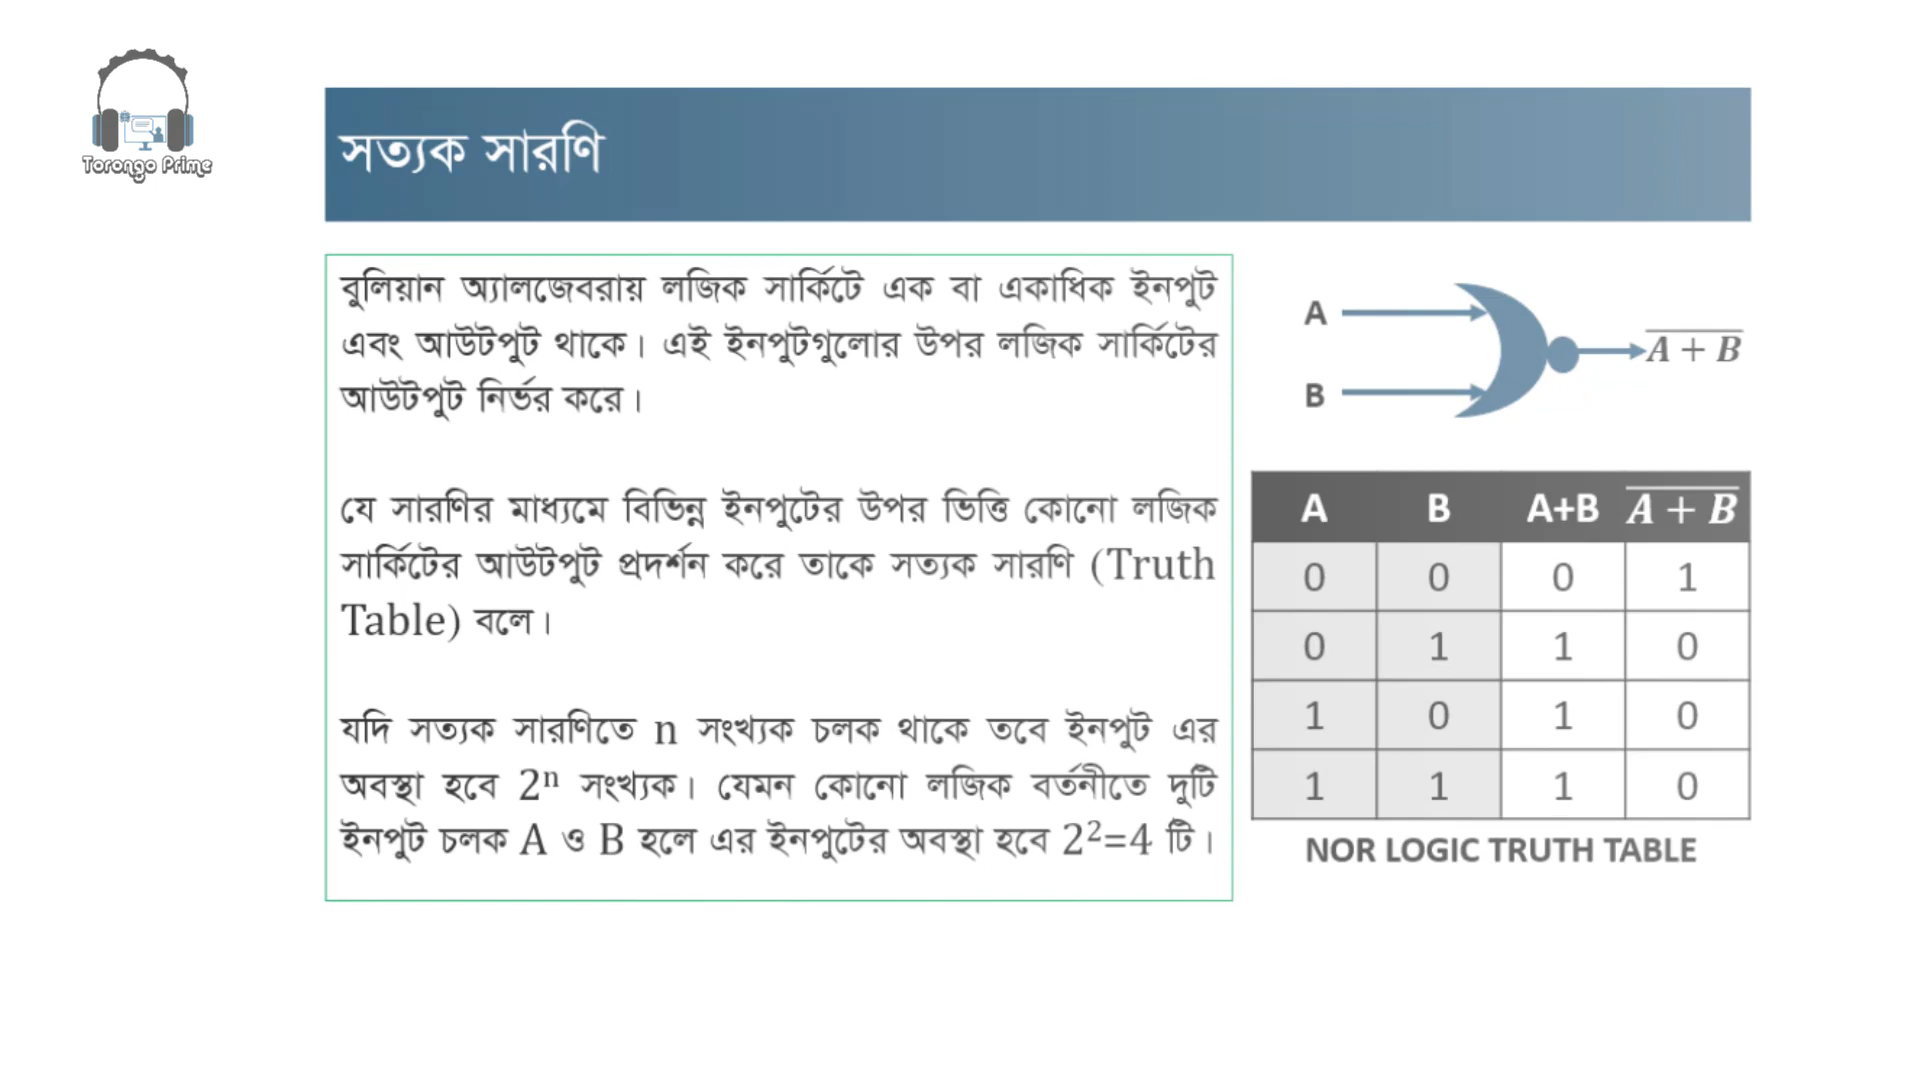 Torongo Prime
সত্যক সারণি
বুলিয়ান অ্যালজেবরায় লজিক সার্কিটে এক বা একাধিক ইনপুট
এবং আউটপুট থাকে। এই ইনপুটগুলোর উপর লজিক সার্কিটের
আউটপুট নির্ভর করে।
যে সারণির মাধ্যমে বিভিন্ন ইনপুটের উপর ভিত্তি কোনো লজিক
সার্কিটের আউটপুট প্রদর্শন করে তাকে সত্যক সারণি (Truth
Table) বলে।
যদি সত্যক সারণিতে n সংখ্যক চলক থাকে তবে ইনপুট এর
অবস্থা হবে 2ⁿ সংখ্যক। যেমন কোনো লজিক বর্তনীতে দুটি
ইনপুট চলক A ও B হলে এর ইনপুটের অবস্থা হবে 2²=4 টি।
A
B
A̅ ̅+̅ ̅B̅
A B A+B A̅ ̅+̅ ̅B̅
0 0 0 1
0 1 1 0
1 0 1 0
1 1 1 0
NOR LOGIC TRUTH TABLE